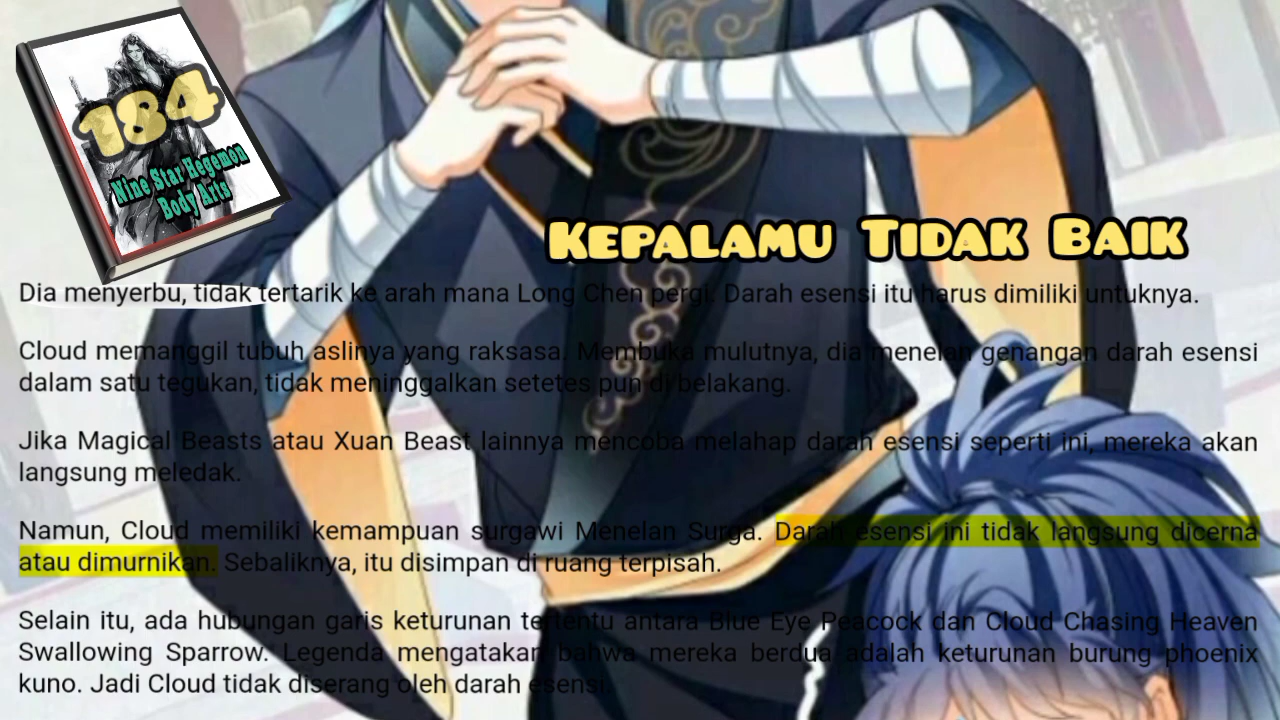 184
Nine Star Hegemon
Body Arts
Kepalamu Tidak Baik
Dia menyerbu, tidak tertarik ke arah mana Long Chen pergi. Darah esensi itu harus dimiliki untuknya.
Cloud memanggil tubuh aslinya yang raksasa. Membuka mulutnya, dia menelan genangan darah esensi
dalam satu tegukan, tidak meninggalkan setetes pun di belakang.
Jika Magical Beasts atau Xuan Beast lainnya mencoba melahap darah esensi seperti ini, mereka akan
langsung meledak.
Namun, Cloud memiliki kemampuan surgawi Menelan Surga. Darah esensi ini tidak langsung dicerna
atau dimurnikan. Sebaliknya, itu disimpan di ruang terpisah.
Selain itu, ada hubungan garis keturunan tertentu antara Blue Eye Peacock dan Cloud Chasing Heaven
Swallowing Sparrow. Legenda mengatakan bahwa mereka berdua adalah keturunan burung phoenix
kuno. Jadi Cloud tidak diserang oleh darah esensi.